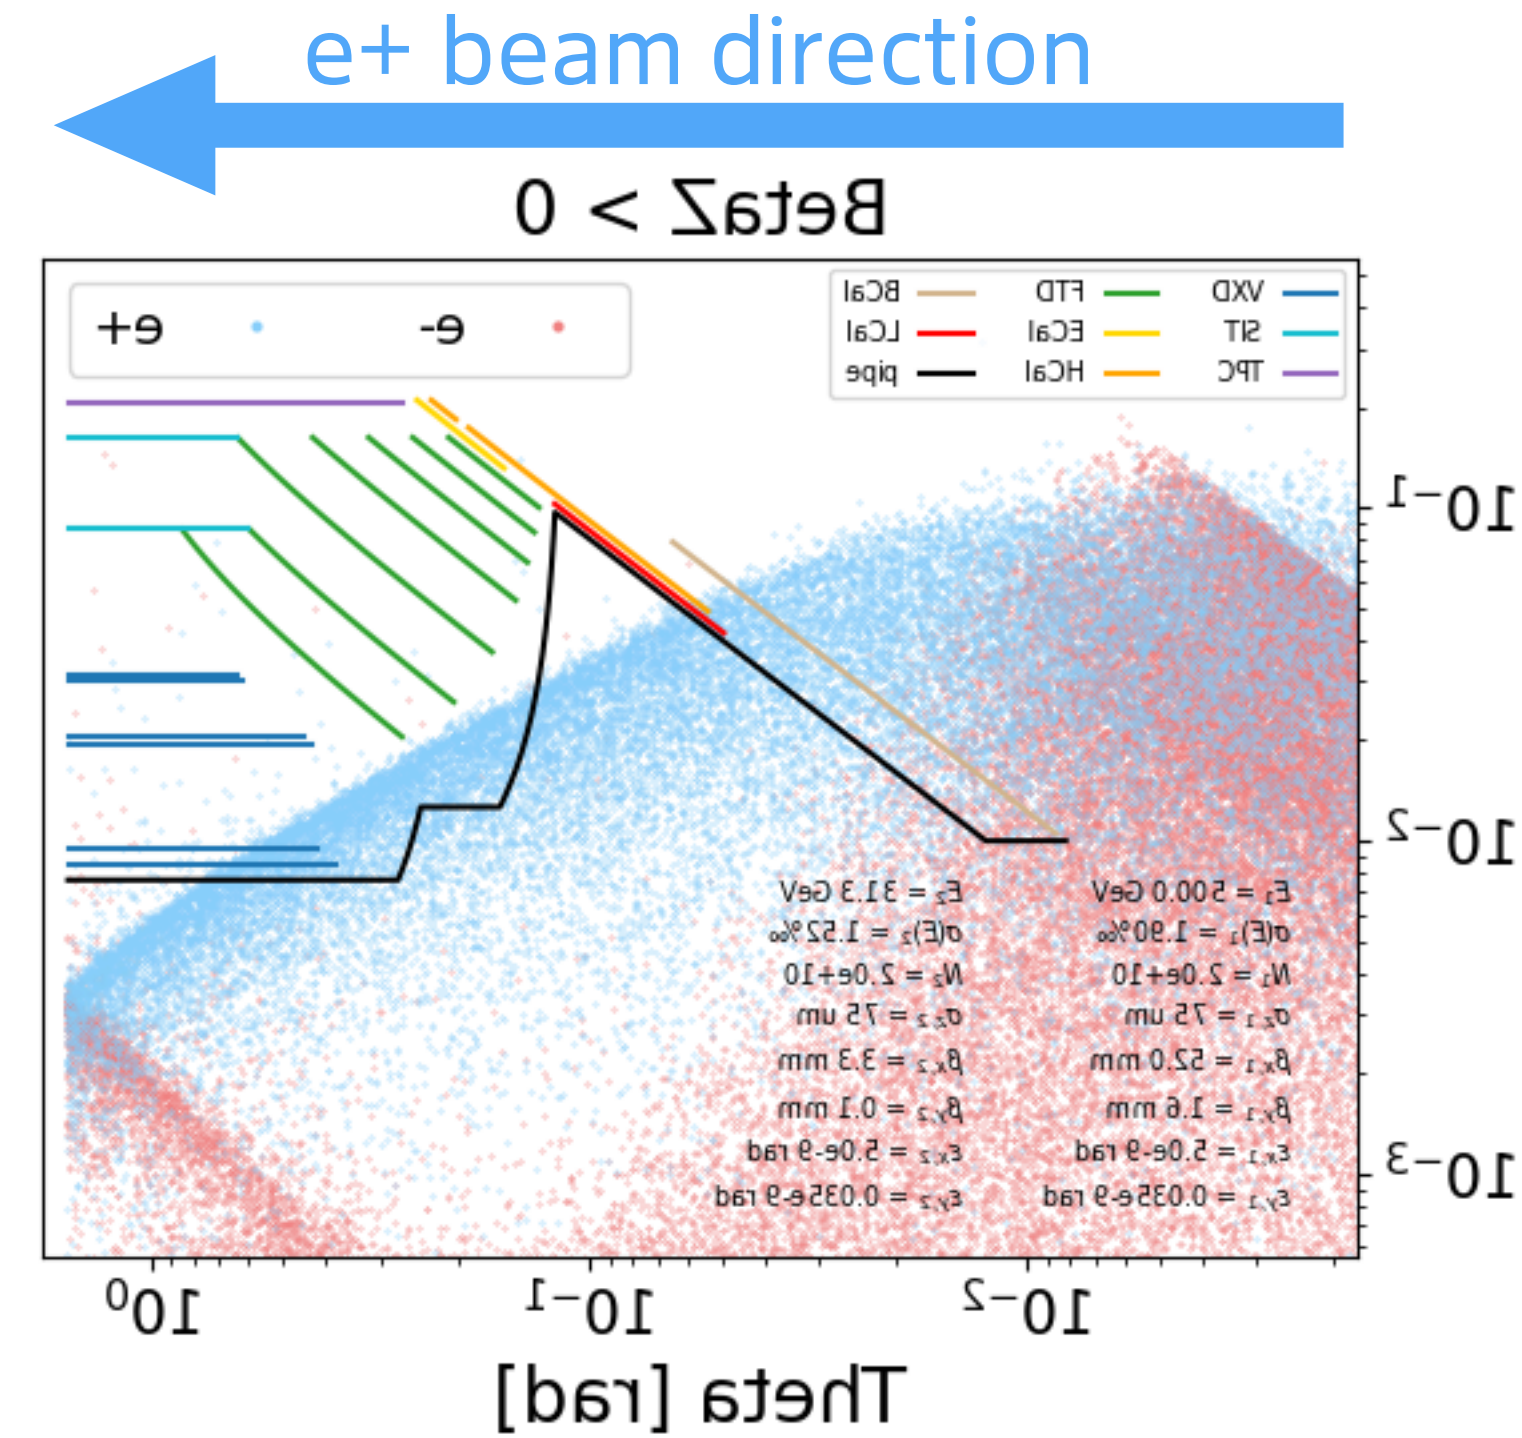 e+ beam direction
BetaZ > 0
e- e+
VXD FTD BCal
SIT ECal LCal
TPC HCal pipe
10⁻¹
10⁻²
10⁻³
E₁ = 500.0 GeV E₂ = 31.3 GeV
σ(E)₁ = 1.90‰ σ(E)₂ = 1.52‰
N₁ = 2.0e+10 N₂ = 2.0e+10
σz,1 = 75 um σz,2 = 75 um
βx,1 = 52.0 mm βx,2 = 3.3 mm
βy,1 = 1.6 mm βy,2 = 0.1 mm
εx,1 = 5.0e-9 rad εx,2 = 5.0e-9 rad
εy,1 = 0.035e-9 rad εy,2 = 0.035e-9 rad
10⁻² 10⁻¹ 10⁰
Theta [rad]